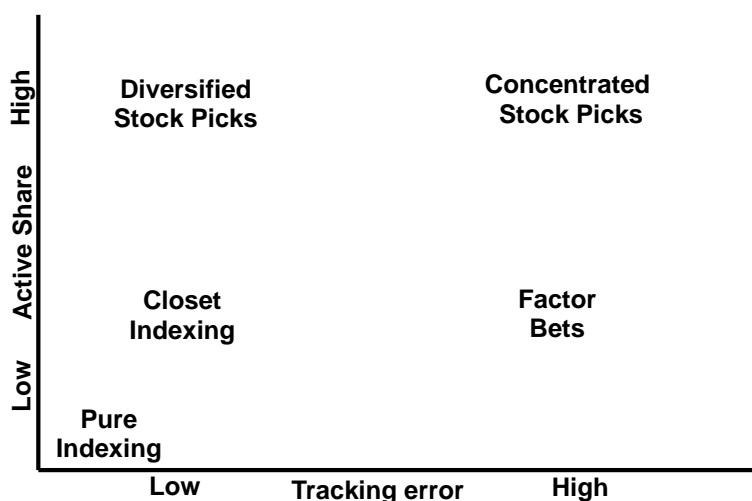 High
Active Share
Low
Diversified
Stock Picks
Concentrated
Stock Picks
Closet
Indexing
Factor
Bets
Pure
Indexing
Low
Tracking error
High